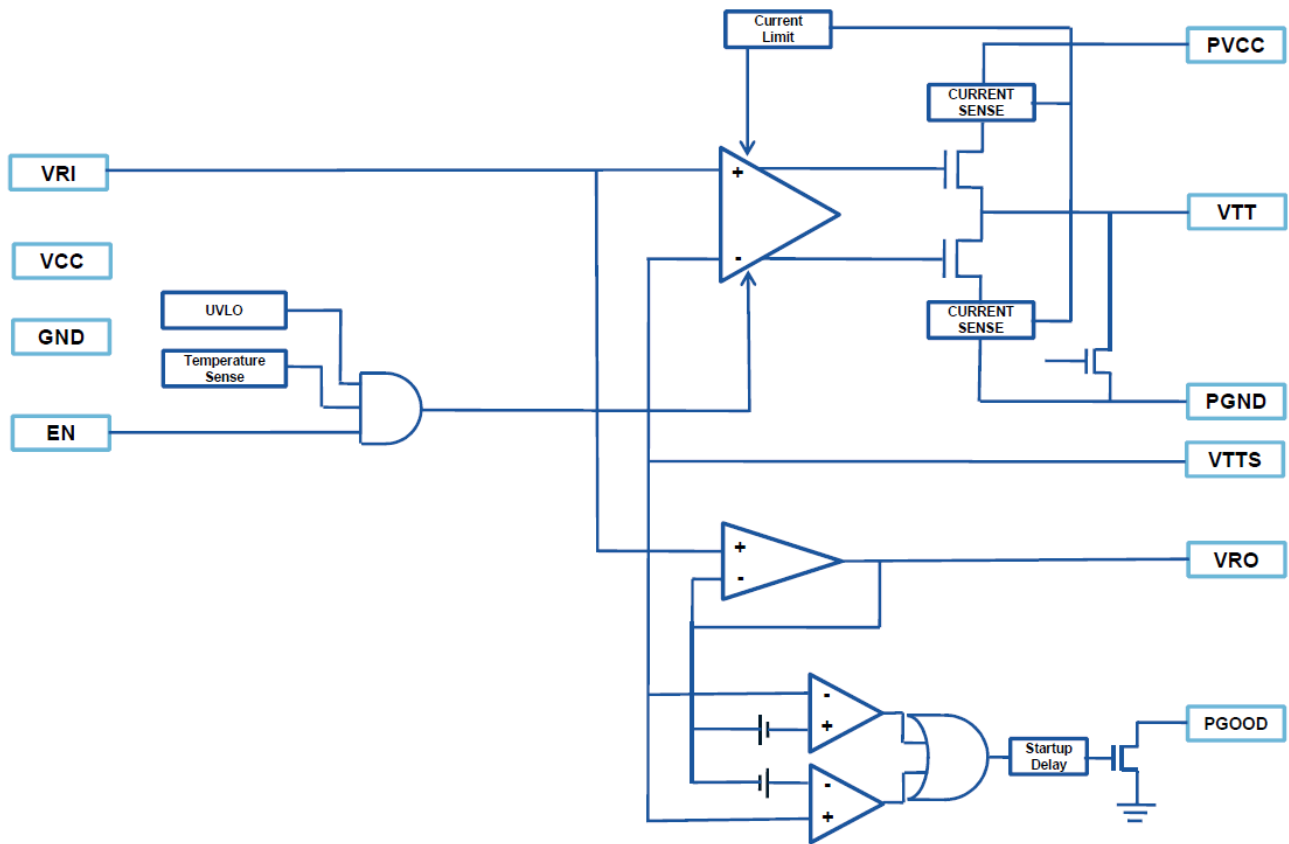 Current
Limit
PVCC
CURRENT
SENSE
VRI
+
VTT
VCC
-
UVLO
CURRENT
SENSE
GND
Temperature
Sense
PGND
EN
VTTS
+
-
VRO
-
+
PGOOD
Startup
Delay
-
+